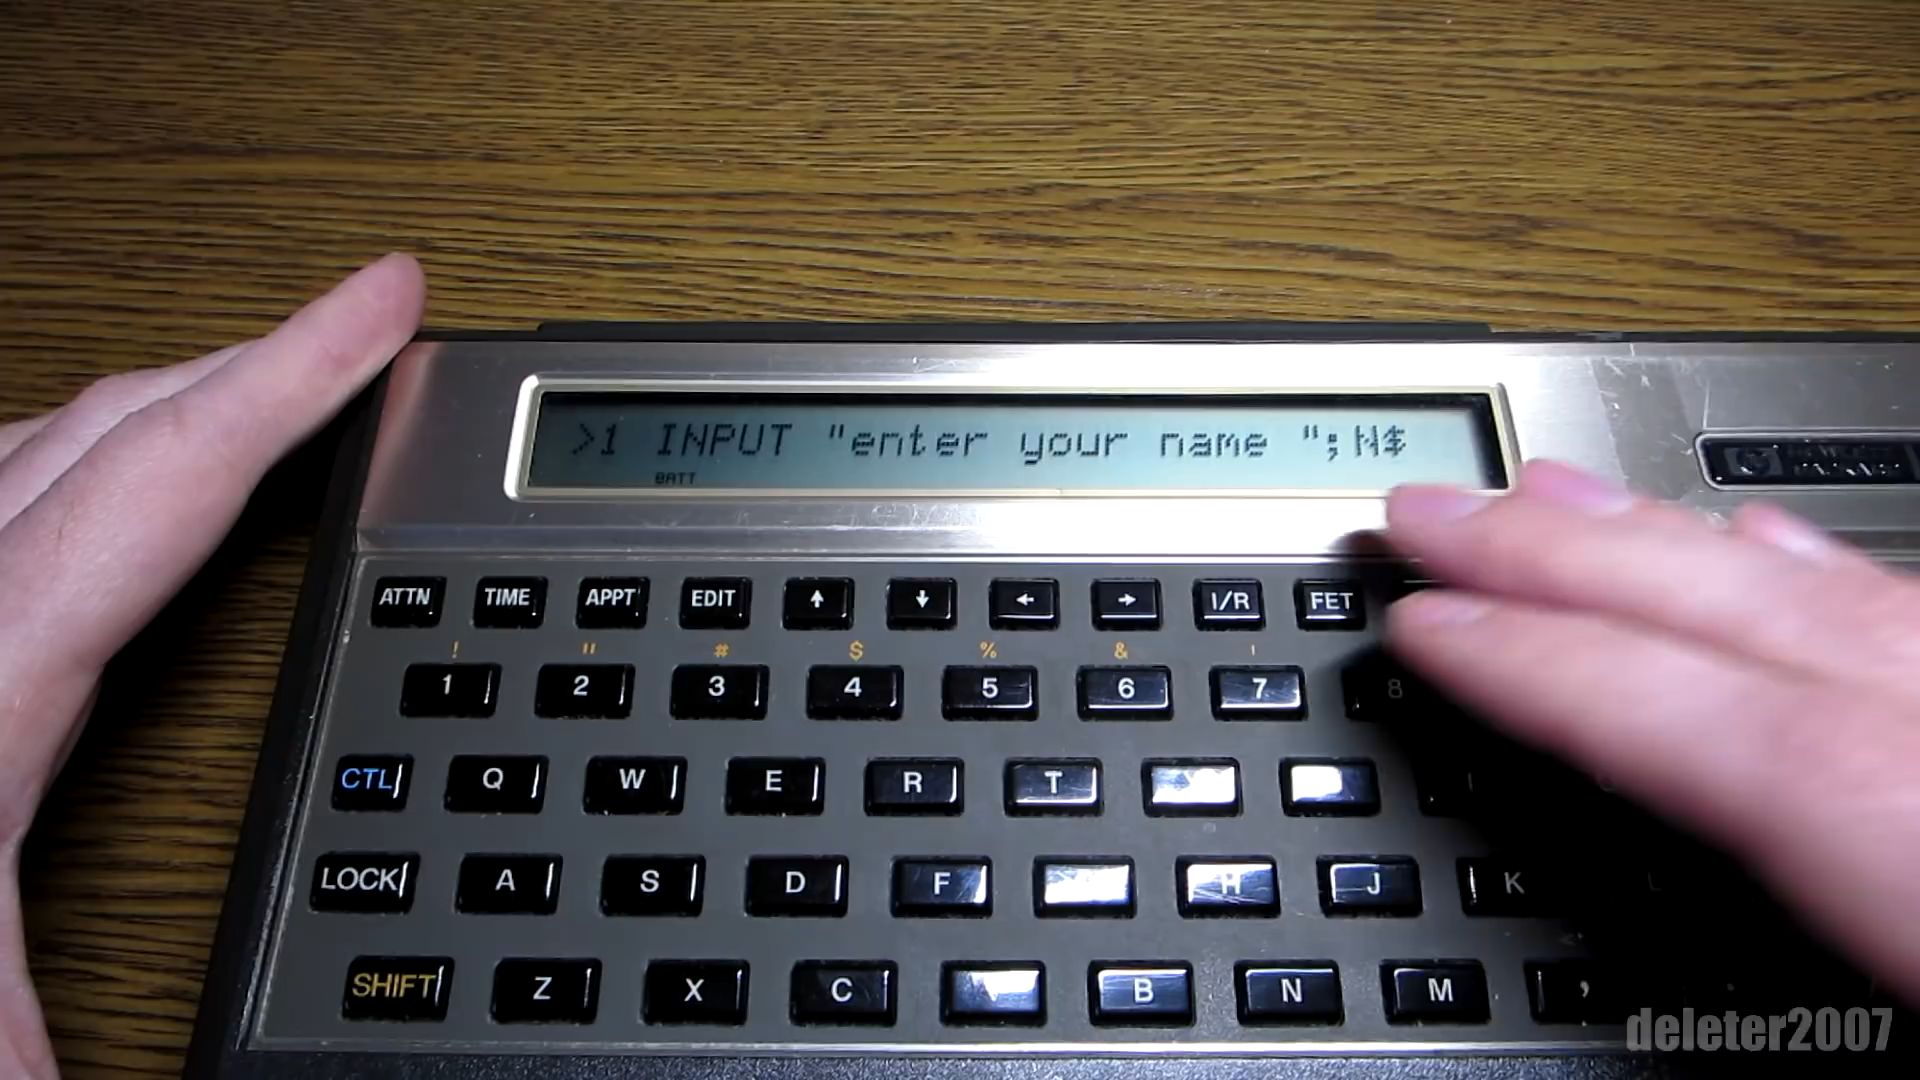 >1 INPUT "enter your name ";N$
BATT
ATTN TIME APPT EDIT ↑ ↓ ← → I/R FET
! " # $ % & '
1 2 3 4 5 6 7 8
CTL Q W E R T
LOCK A S D F H J K L
SHIFT Z X C V B N M ,
deleter2007